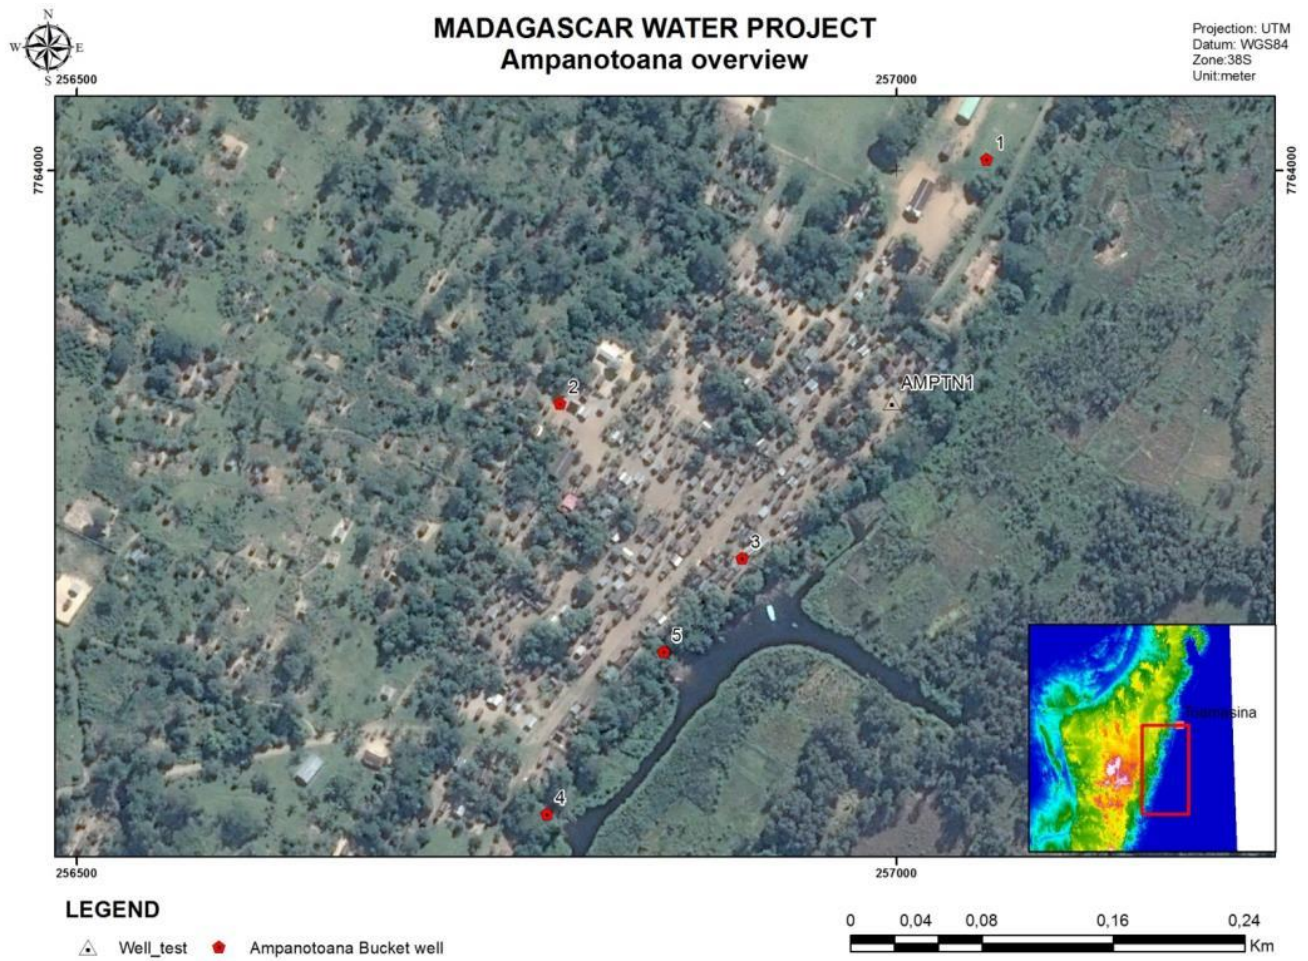 N
W E
S
MADAGASCAR WATER PROJECT
Ampanotoana overview
Projection: UTM
Datum: WGS84
Zone:38S
Unit:meter
256500 257000
7764000 7764000
1
2
AMPTN1
3
5
4
Toamasina
256500 257000
LEGEND
Well_test Ampanotoana Bucket well
0 0,04 0,08 0,16 0,24
Km